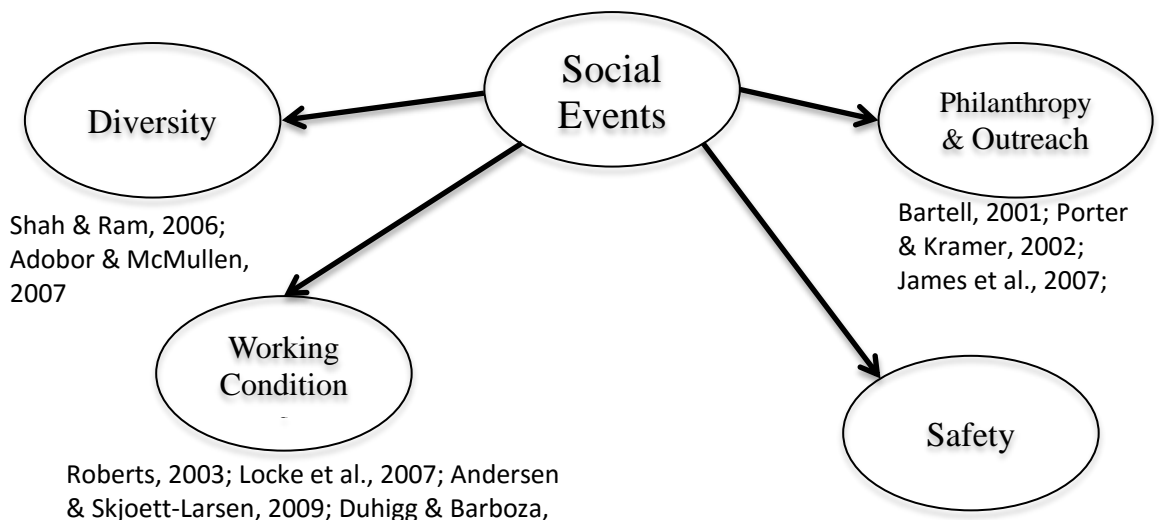 Social
Events
Diversity
Philanthropy
& Outreach
Shah & Ram, 2006;
Adobor & McMullen,
2007
Bartell, 2001; Porter
& Kramer, 2002;
James et al., 2007;
Working
Condition
Safety
Roberts, 2003; Locke et al., 2007; Andersen
& Skjoett-Larsen, 2009; Duhigg & Barboza,